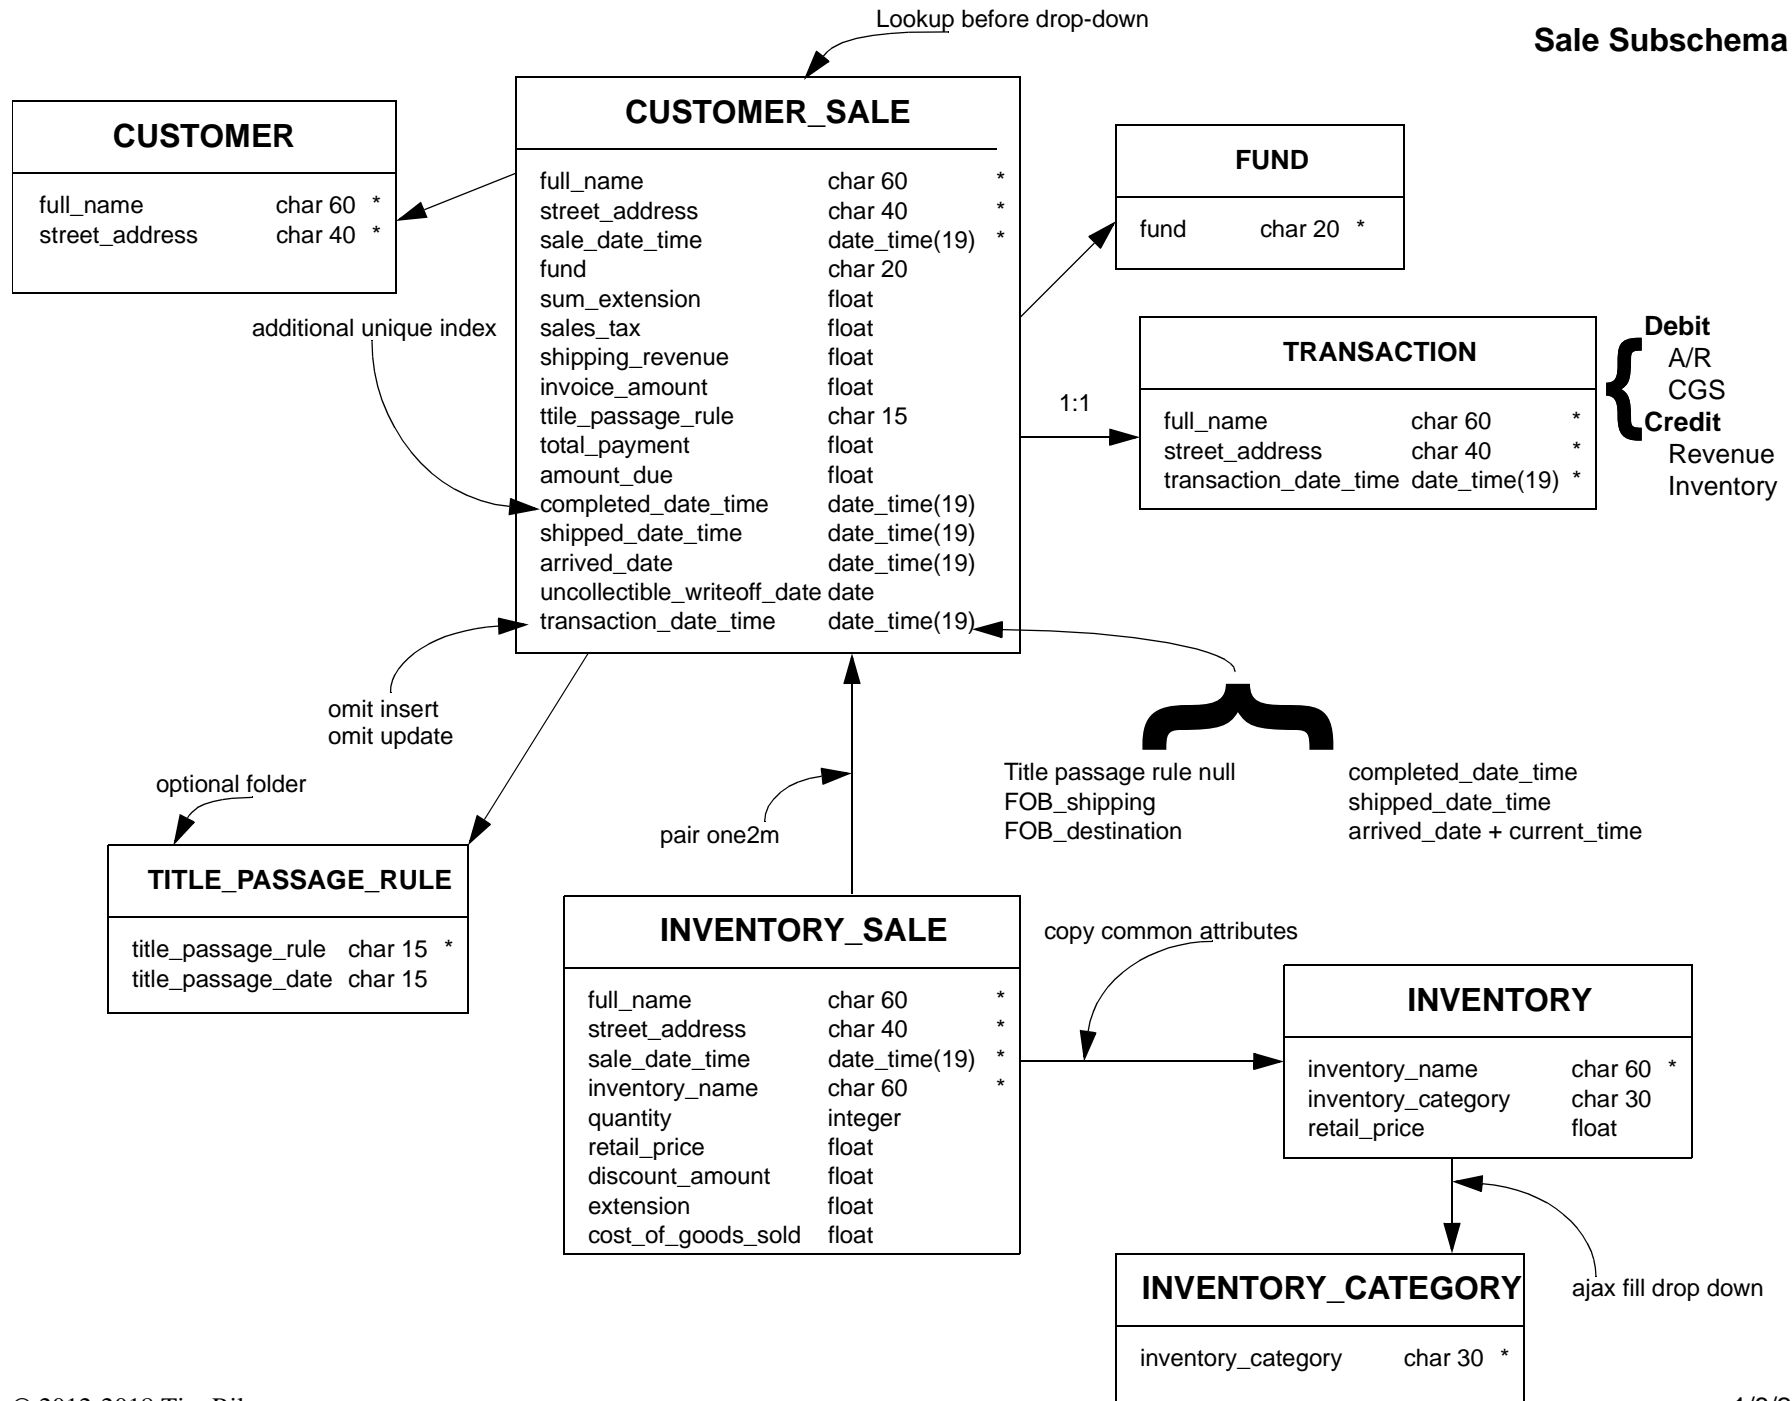 Lookup before drop-down
Sale Subschema
CUSTOMER
full_name char 60 *
street_address char 40 *
CUSTOMER_SALE
full_name char 60 *
street_address char 40 *
sale_date_time date_time(19) *
fund char 20
sum_extension float
sales_tax float
shipping_revenue float
invoice_amount float
ttile_passage_rule char 15
total_payment float
amount_due float
completed_date_time date_time(19)
shipped_date_time date_time(19)
arrived_date date_time(19)
uncollectible_writeoff_date date
transaction_date_time date_time(19)
FUND
fund char 20 *
additional unique index
1:1
TRANSACTION
full_name char 60 *
street_address char 40 *
transaction_date_time date_time(19) *
Debit
A/R
CGS
Credit
Revenue
Inventory
omit insert
omit update
optional folder
TITLE_PASSAGE_RULE
title_passage_rule char 15 *
title_passage_date char 15
pair one2m
Title passage rule null completed_date_time
FOB_shipping shipped_date_time
FOB_destination arrived_date + current_time
INVENTORY_SALE
full_name char 60 *
street_address char 40 *
sale_date_time date_time(19) *
inventory_name char 60 *
quantity integer
retail_price float
discount_amount float
extension float
cost_of_goods_sold float
copy common attributes
INVENTORY
inventory_name char 60 *
inventory_category char 30
retail_price float
ajax fill drop down
INVENTORY_CATEGORY
inventory_category char 30 *